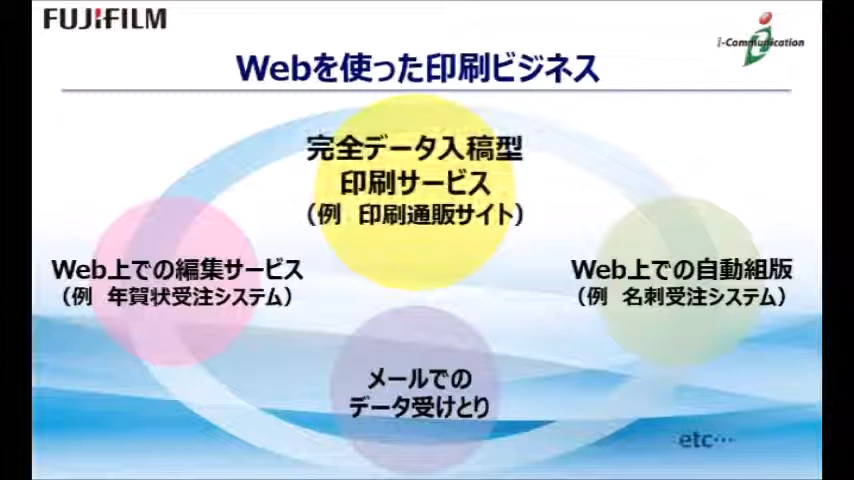 FUJIFILM
i-Communication
Webを使った印刷ビジネス
完全データ入稿型
印刷サービス
（例　印刷通販サイト）
Web上での編集サービス
（例　年賀状受注システム）
Web上での自動組版
（例　名刺受注システム）
メールでの
データ受けとり
etc…